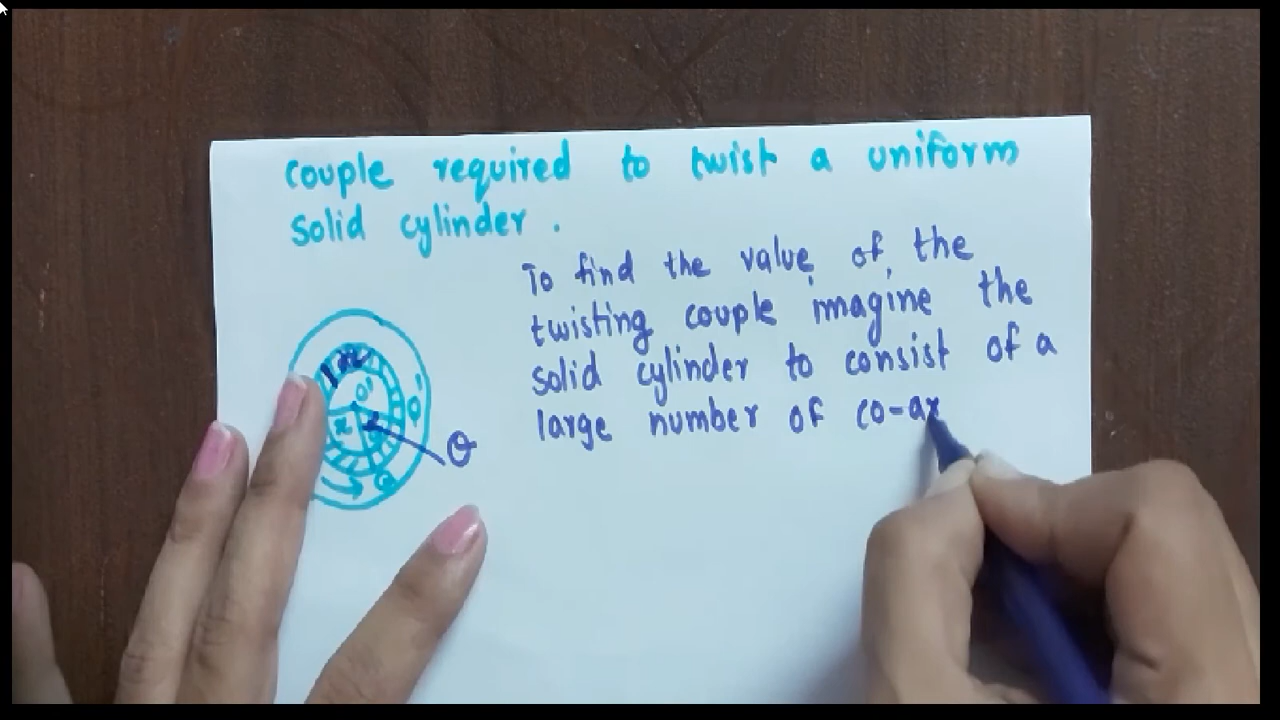 couple required to twist a uniform
solid cylinder .
To find the value of the
twisting couple imagine the
solid cylinder to consist of a
large number of co-ax
O'
x
θ